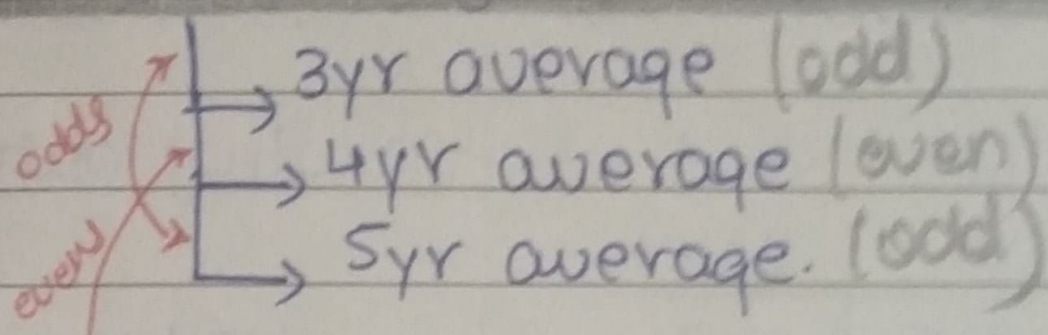 3yr average (odd)
odds
4yr average (even)
even
5yr average. (odd)